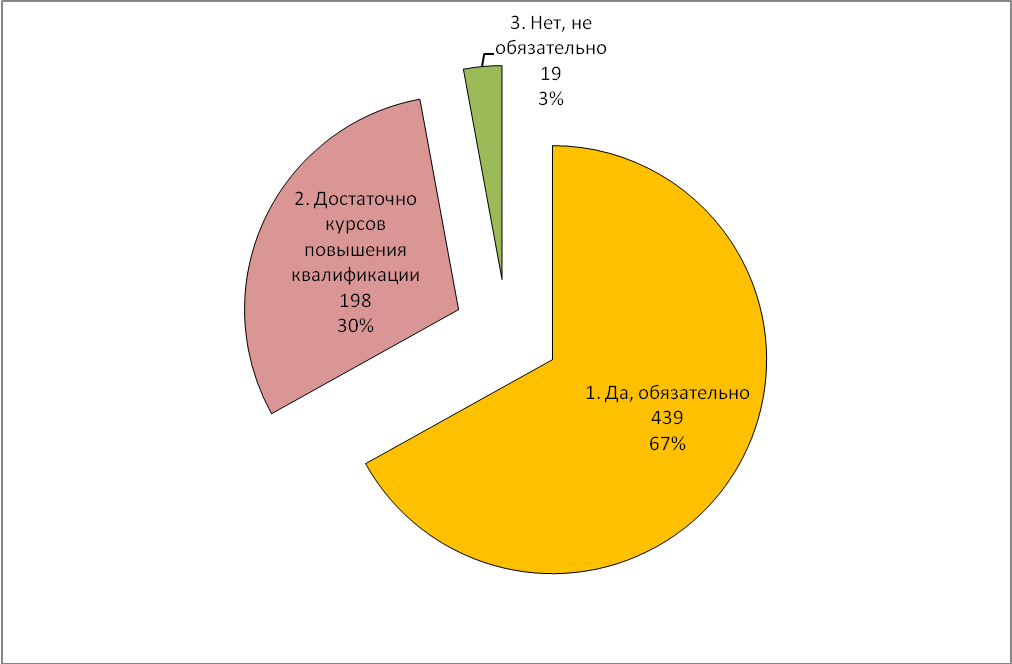 3. Нет, не
обязательно
19
3%
2. Достаточно
курсов
повышения
квалификации
198
30%
1. Да, обязательно
439
67%